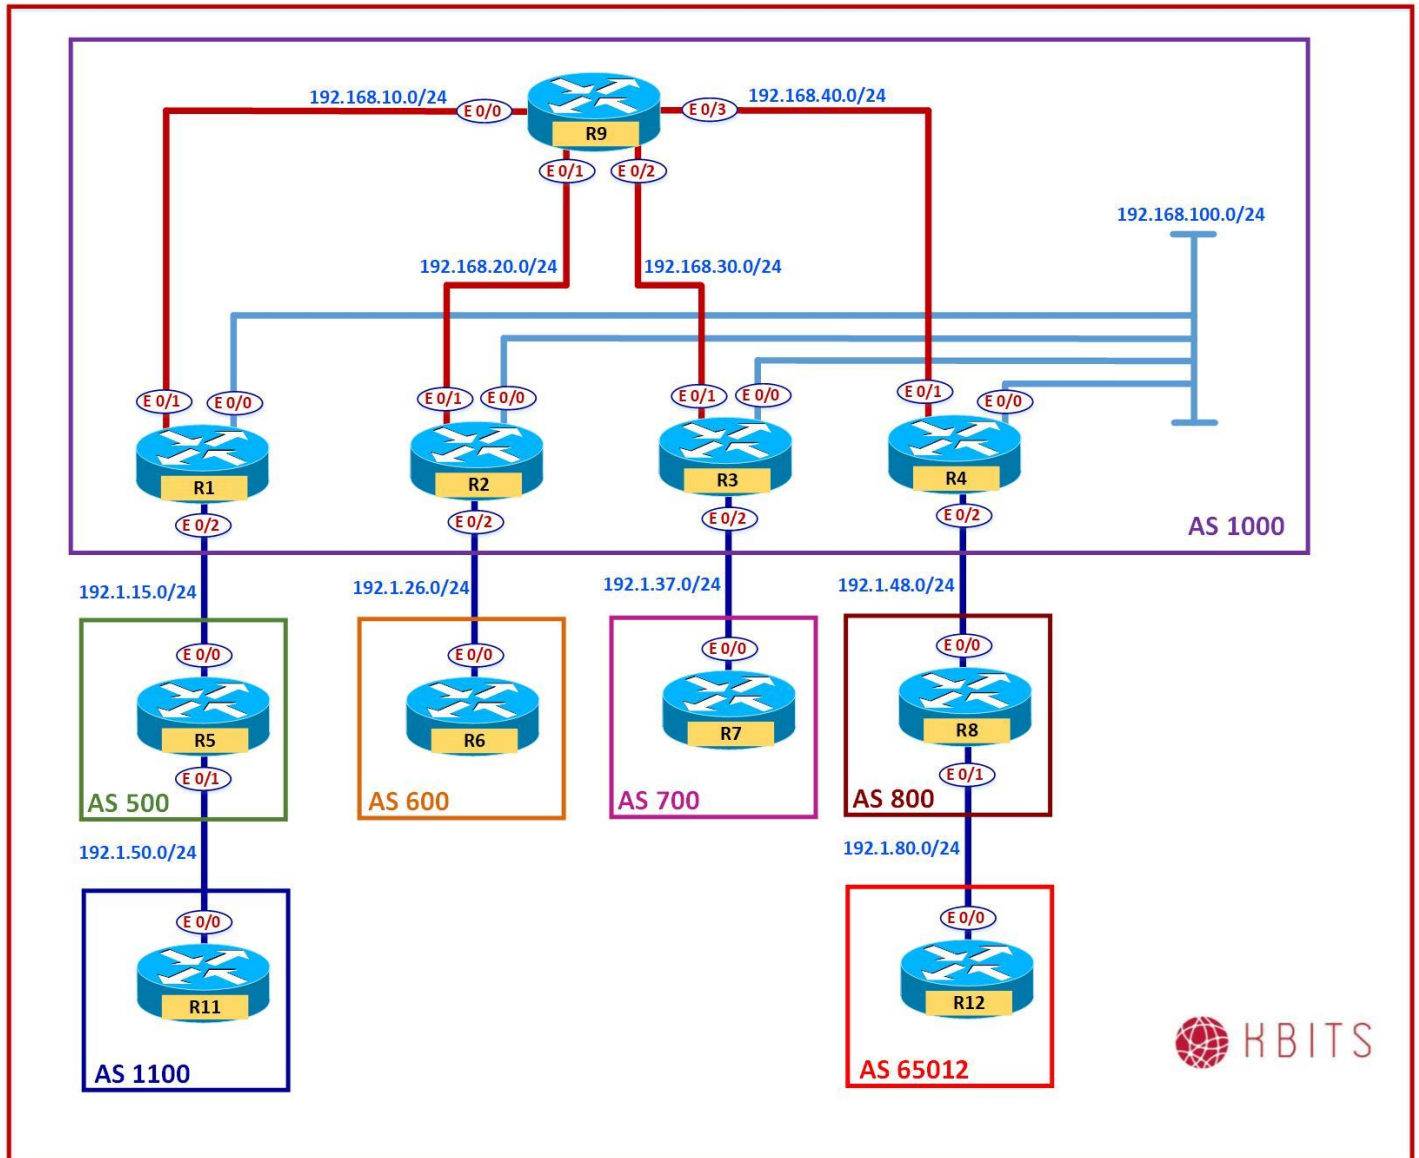 192.168.10.0/24
E 0/0
R9
E 0/3
192.168.40.0/24
E 0/1
E 0/2
192.168.100.0/24
192.168.20.0/24
192.168.30.0/24
E 0/1
E 0/0
E 0/1
E 0/0
E 0/1
E 0/0
E 0/1
E 0/0
R1
R2
R3
R4
E 0/2
E 0/2
E 0/2
E 0/2
AS 1000
192.1.15.0/24
192.1.26.0/24
192.1.37.0/24
192.1.48.0/24
E 0/0
E 0/0
E 0/0
E 0/0
R5
R6
R7
R8
E 0/1
E 0/1
AS 500
AS 600
AS 700
AS 800
192.1.50.0/24
192.1.80.0/24
E 0/0
E 0/0
R11
R12
AS 1100
AS 65012
KBITS